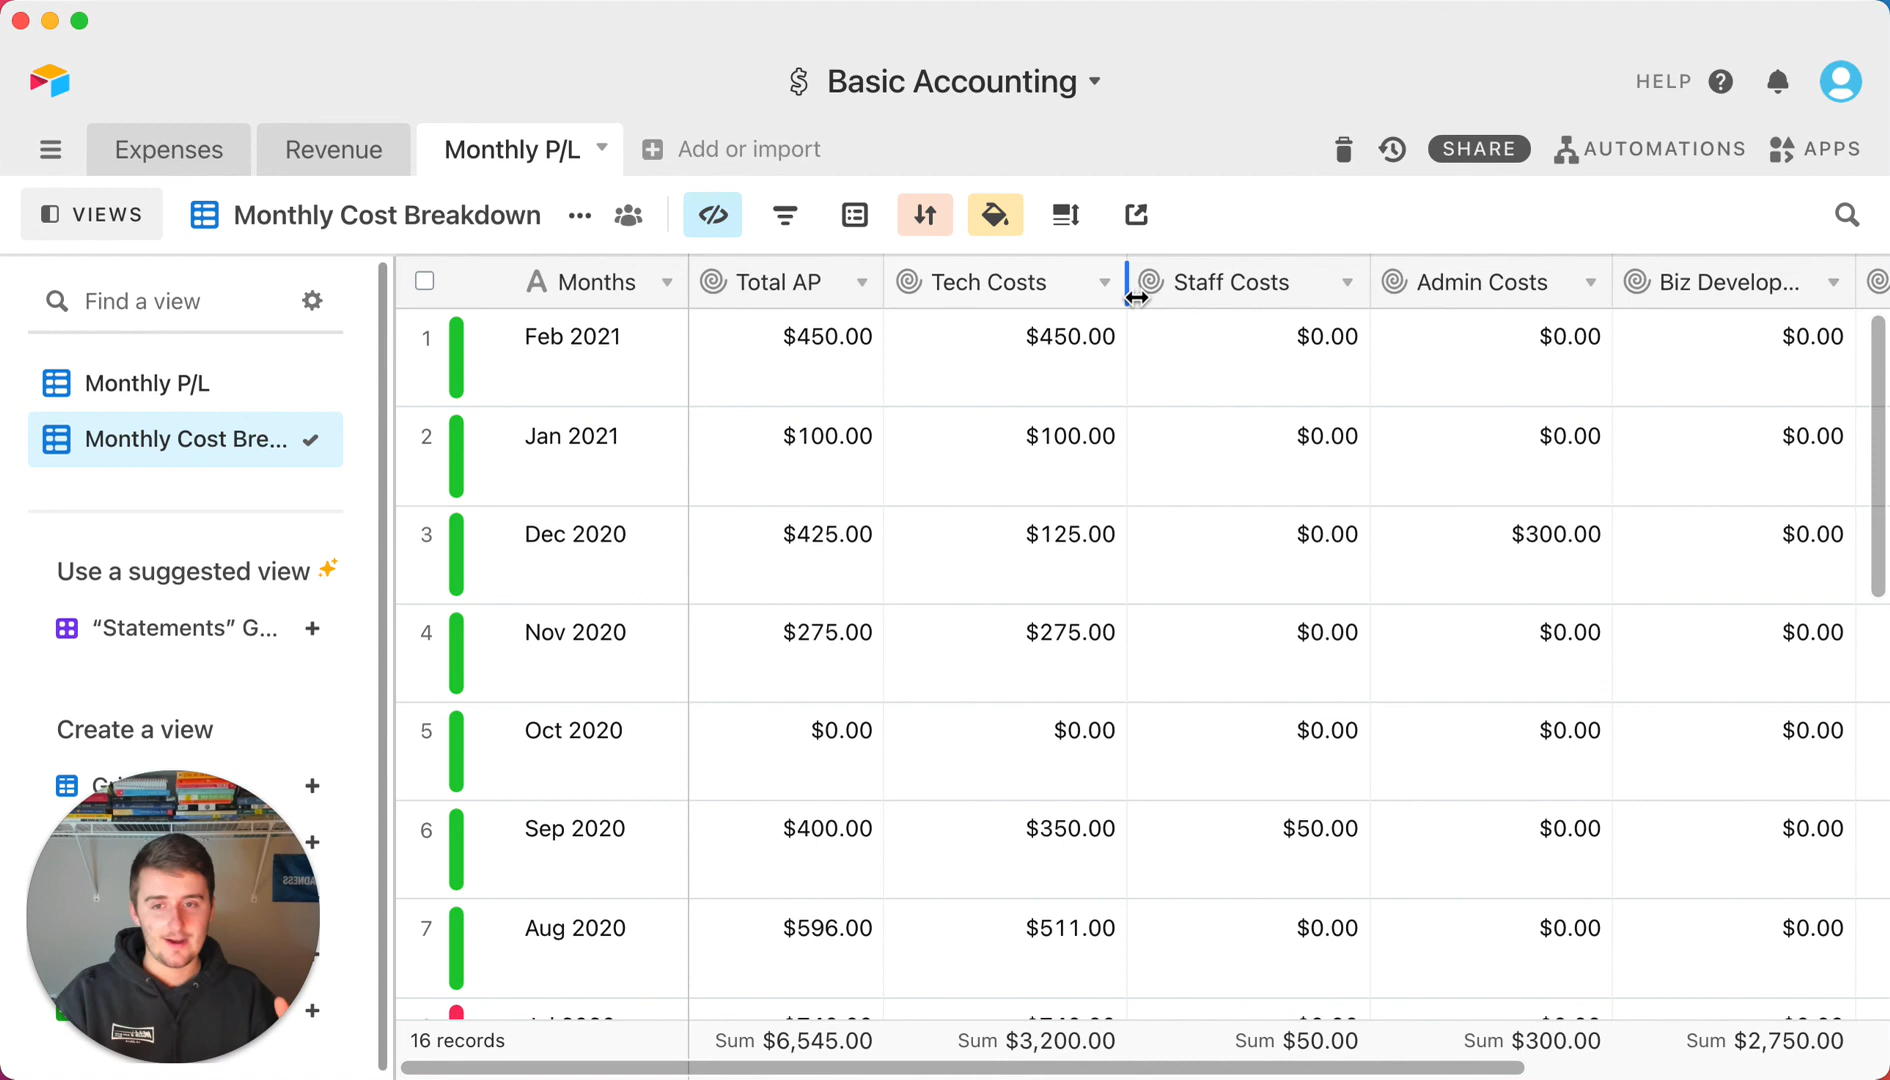 Basic Accounting
HELP
Expenses
Revenue
Monthly P/L
Add or import
SHARE
AUTOMATIONS
APPS
VIEWS
Monthly Cost Breakdown
Find a view
Monthly P/L
Monthly Cost Bre...
Use a suggested view
“Statements” G...
Create a view
Months Total AP Tech Costs Staff Costs Admin Costs Biz Develop...
1 Feb 2021 $450.00 $450.00 $0.00 $0.00 $0.00
2 Jan 2021 $100.00 $100.00 $0.00 $0.00 $0.00
3 Dec 2020 $425.00 $125.00 $0.00 $300.00 $0.00
4 Nov 2020 $275.00 $275.00 $0.00 $0.00 $0.00
5 Oct 2020 $0.00 $0.00 $0.00 $0.00 $0.00
6 Sep 2020 $400.00 $350.00 $50.00 $0.00 $0.00
7 Aug 2020 $596.00 $511.00 $0.00 $0.00 $0.00
16 records Sum $6,545.00 Sum $3,200.00 Sum $50.00 Sum $300.00 Sum $2,750.00